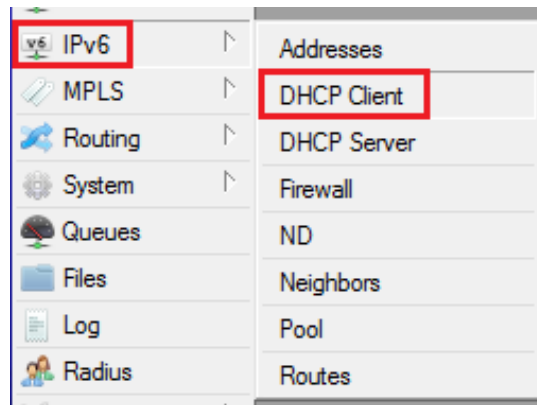 IPv6
MPLS
Routing
System
Queues
Files
Log
Radius
Addresses
DHCP Client
DHCP Server
Firewall
ND
Neighbors
Pool
Routes